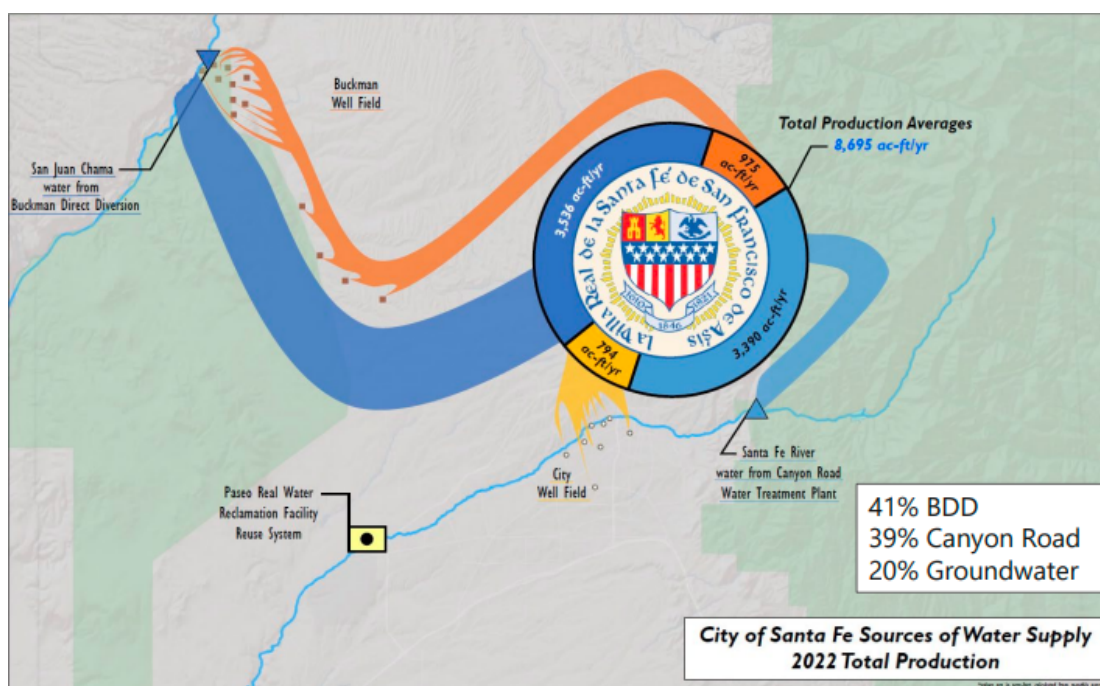 Buckman
Well Field
Total Production Averages
8,695 ac-ft/yr
San Juan Chama
water from
Buckman Direct Diversion
975
ac-ft/yr
3,536 ac-ft/yr
La Villa Real de la Santa fé de San francisco de Asís
1610
1846
1821
3,390 ac-ft/yr
794
ac-ft/yr
City
Well Field
Santa Fe River
water from Canyon Road
Water Treatment Plant
Paseo Real Water
Reclamation Facility
Reuse System
41% BDD
39% Canyon Road
20% Groundwater
City of Santa Fe Sources of Water Supply
2022 Total Production